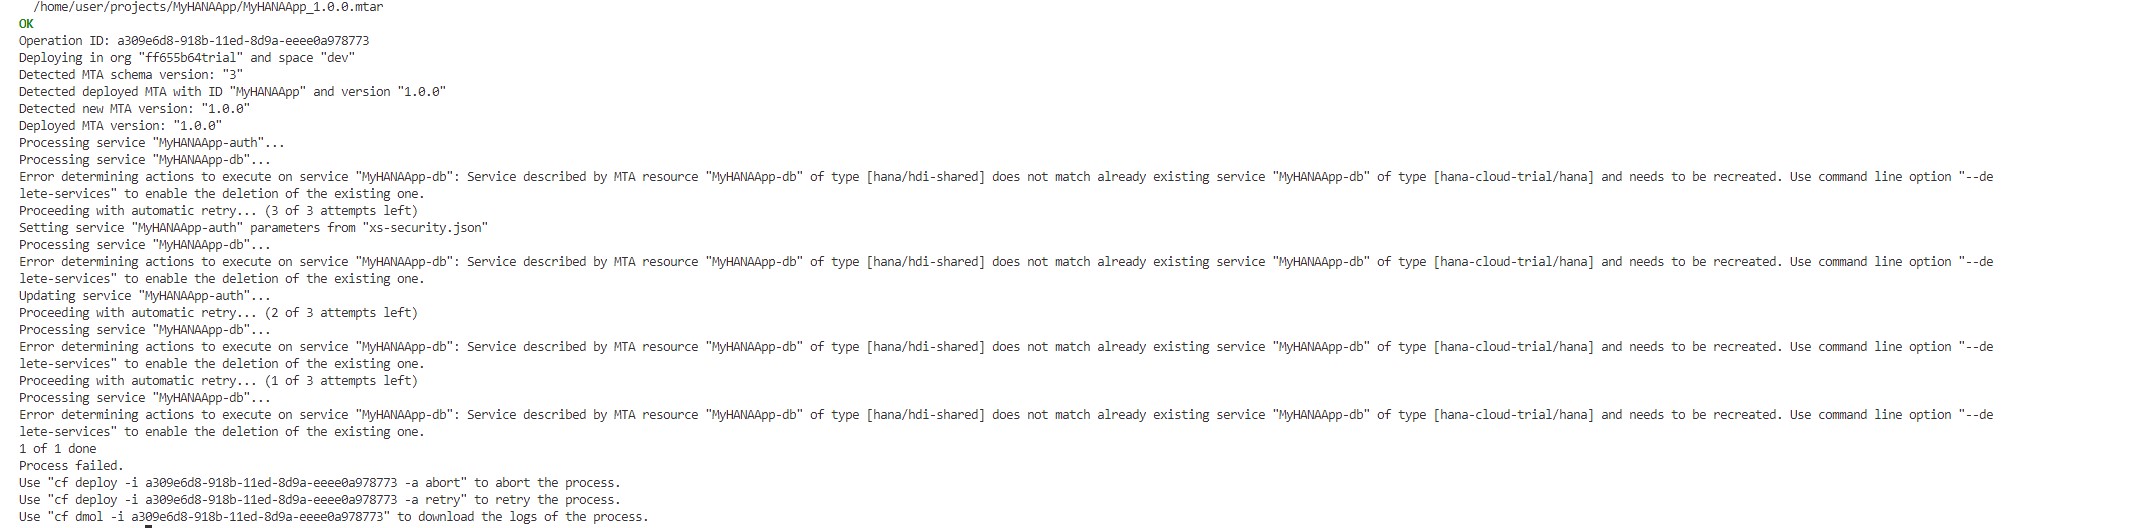 /home/user/projects/MyHANAApp/MyHANAApp_1.0.0.mtar
OK
Operation ID: a309e6d8-918b-11ed-8d9a-eeee0a978773
Deploying in org "ff655b64trial" and space "dev"
Detected MTA schema version: "3"
Detected deployed MTA with ID "MyHANAApp" and version "1.0.0"
Detected new MTA version: "1.0.0"
Deployed MTA version: "1.0.0"
Processing service "MyHANAApp-auth"...
Processing service "MyHANAApp-db"...
Error determining actions to execute on service "MyHANAApp-db": Service described by MTA resource "MyHANAApp-db" of type [hana/hdi-shared] does not match already existing service "MyHANAApp-db" of type [hana-cloud-trial/hana] and needs to be recreated. Use command line option "--de
lete-services" to enable the deletion of the existing one.
Proceeding with automatic retry... (3 of 3 attempts left)
Setting service "MyHANAApp-auth" parameters from "xs-security.json"
Processing service "MyHANAApp-db"...
Error determining actions to execute on service "MyHANAApp-db": Service described by MTA resource "MyHANAApp-db" of type [hana/hdi-shared] does not match already existing service "MyHANAApp-db" of type [hana-cloud-trial/hana] and needs to be recreated. Use command line option "--de
lete-services" to enable the deletion of the existing one.
Updating service "MyHANAApp-auth"...
Proceeding with automatic retry... (2 of 3 attempts left)
Processing service "MyHANAApp-db"...
Error determining actions to execute on service "MyHANAApp-db": Service described by MTA resource "MyHANAApp-db" of type [hana/hdi-shared] does not match already existing service "MyHANAApp-db" of type [hana-cloud-trial/hana] and needs to be recreated. Use command line option "--de
lete-services" to enable the deletion of the existing one.
Proceeding with automatic retry... (1 of 3 attempts left)
Processing service "MyHANAApp-db"...
Error determining actions to execute on service "MyHANAApp-db": Service described by MTA resource "MyHANAApp-db" of type [hana/hdi-shared] does not match already existing service "MyHANAApp-db" of type [hana-cloud-trial/hana] and needs to be recreated. Use command line option "--de
lete-services" to enable the deletion of the existing one.
1 of 1 done
Process failed.
Use "cf deploy -i a309e6d8-918b-11ed-8d9a-eeee0a978773 -a abort" to abort the process.
Use "cf deploy -i a309e6d8-918b-11ed-8d9a-eeee0a978773 -a retry" to retry the process.
Use "cf dmol -i a309e6d8-918b-11ed-8d9a-eeee0a978773" to download the logs of the process.